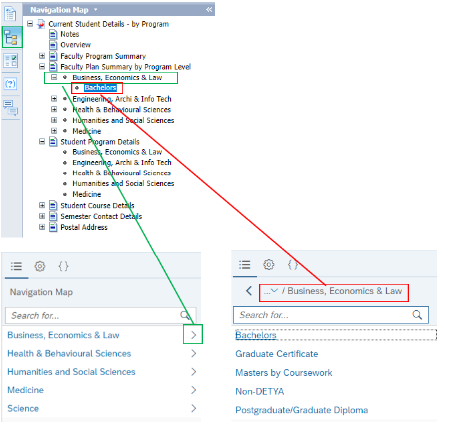 Navigation Map
Current Student Details - by Program
Notes
Overview
Faculty Program Summary
Faculty Plan Summary by Program Level
Business, Economics & Law
Bachelors
Engineering, Archi & Info Tech
Health & Behavioural Sciences
Humanities and Social Sciences
Medicine
Student Program Details
Business, Economics & Law
Engineering, Archi & Info Tech
Health & Behavioural Sciences
Humanities and Social Sciences
Medicine
Student Course Details
Semester Contact Details
Postal Address
Navigation Map
Search for...
Business, Economics & Law
Health & Behavioural Sciences
Humanities and Social Sciences
Medicine
Science
... / Business, Economics & Law
Search for...
Bachelors
Graduate Certificate
Masters by Coursework
Non-DETYA
Postgraduate/Graduate Diploma